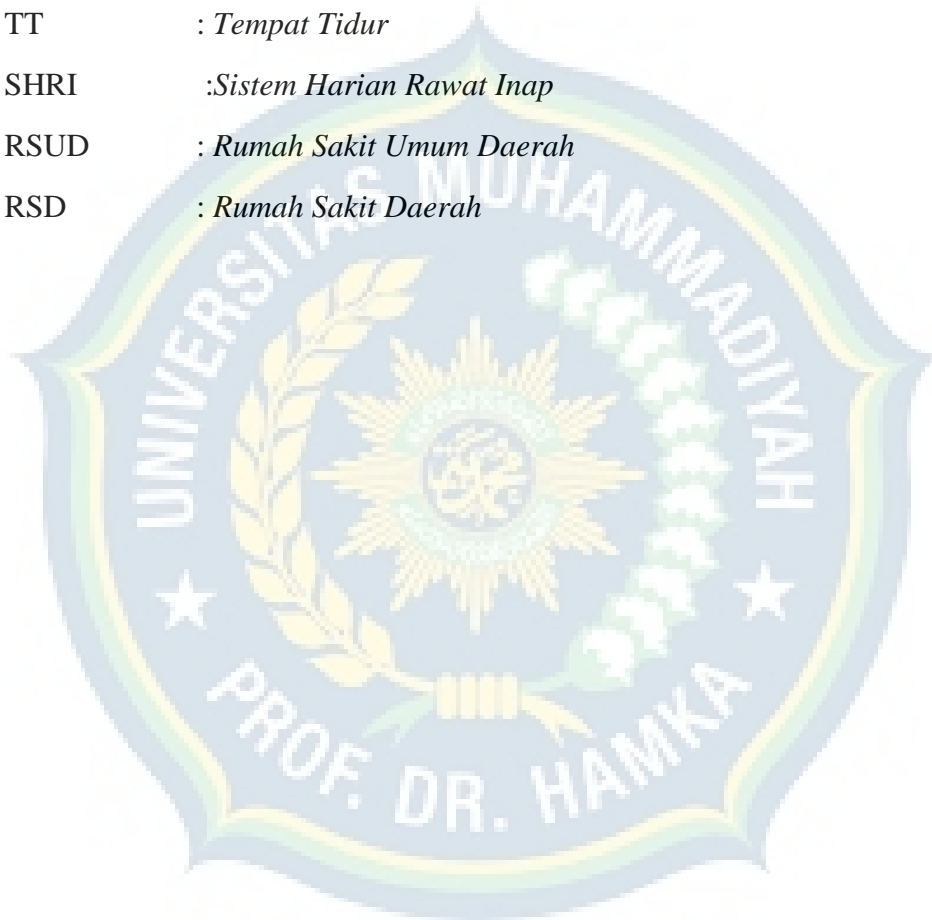 TT : Tempat Tidur
SHRI :Sistem Harian Rawat Inap
RSUD : Rumah Sakit Umum Daerah
RSD : Rumah Sakit Daerah
UNIVERSITAS MUHAMMADIYAH
PROF. DR. HAMKA